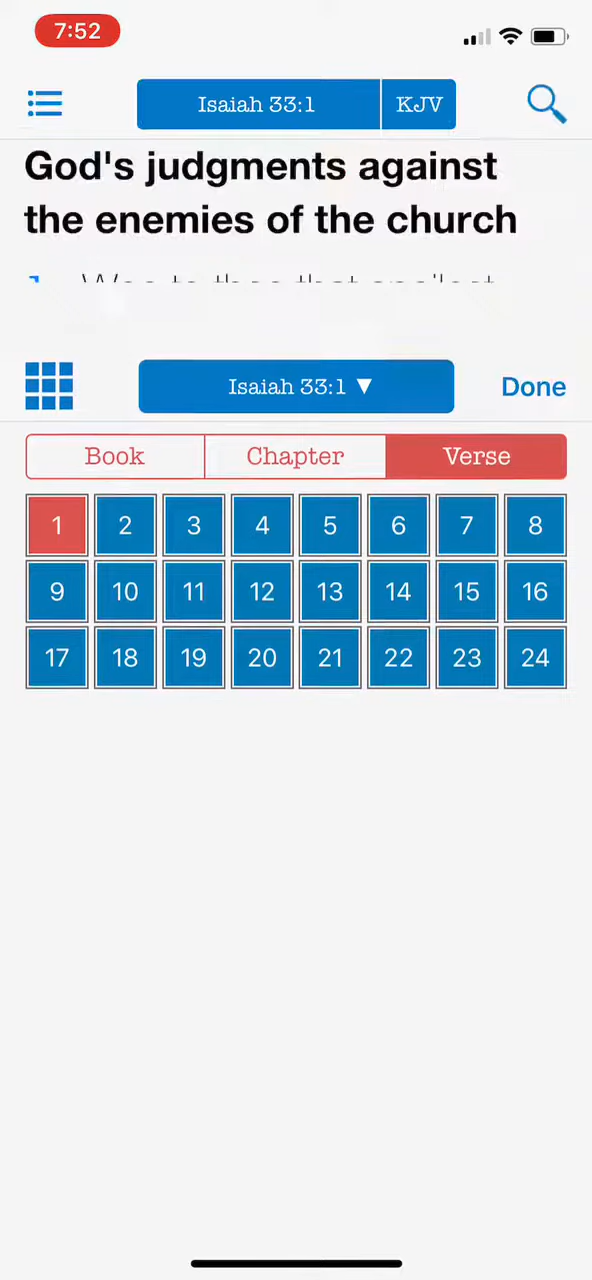 7:52
Isaiah 33:1 KJV
God's judgments against
the enemies of the church
Isaiah 33:1 ▼ Done
Book Chapter Verse
1 2 3 4 5 6 7 8
9 10 11 12 13 14 15 16
17 18 19 20 21 22 23 24